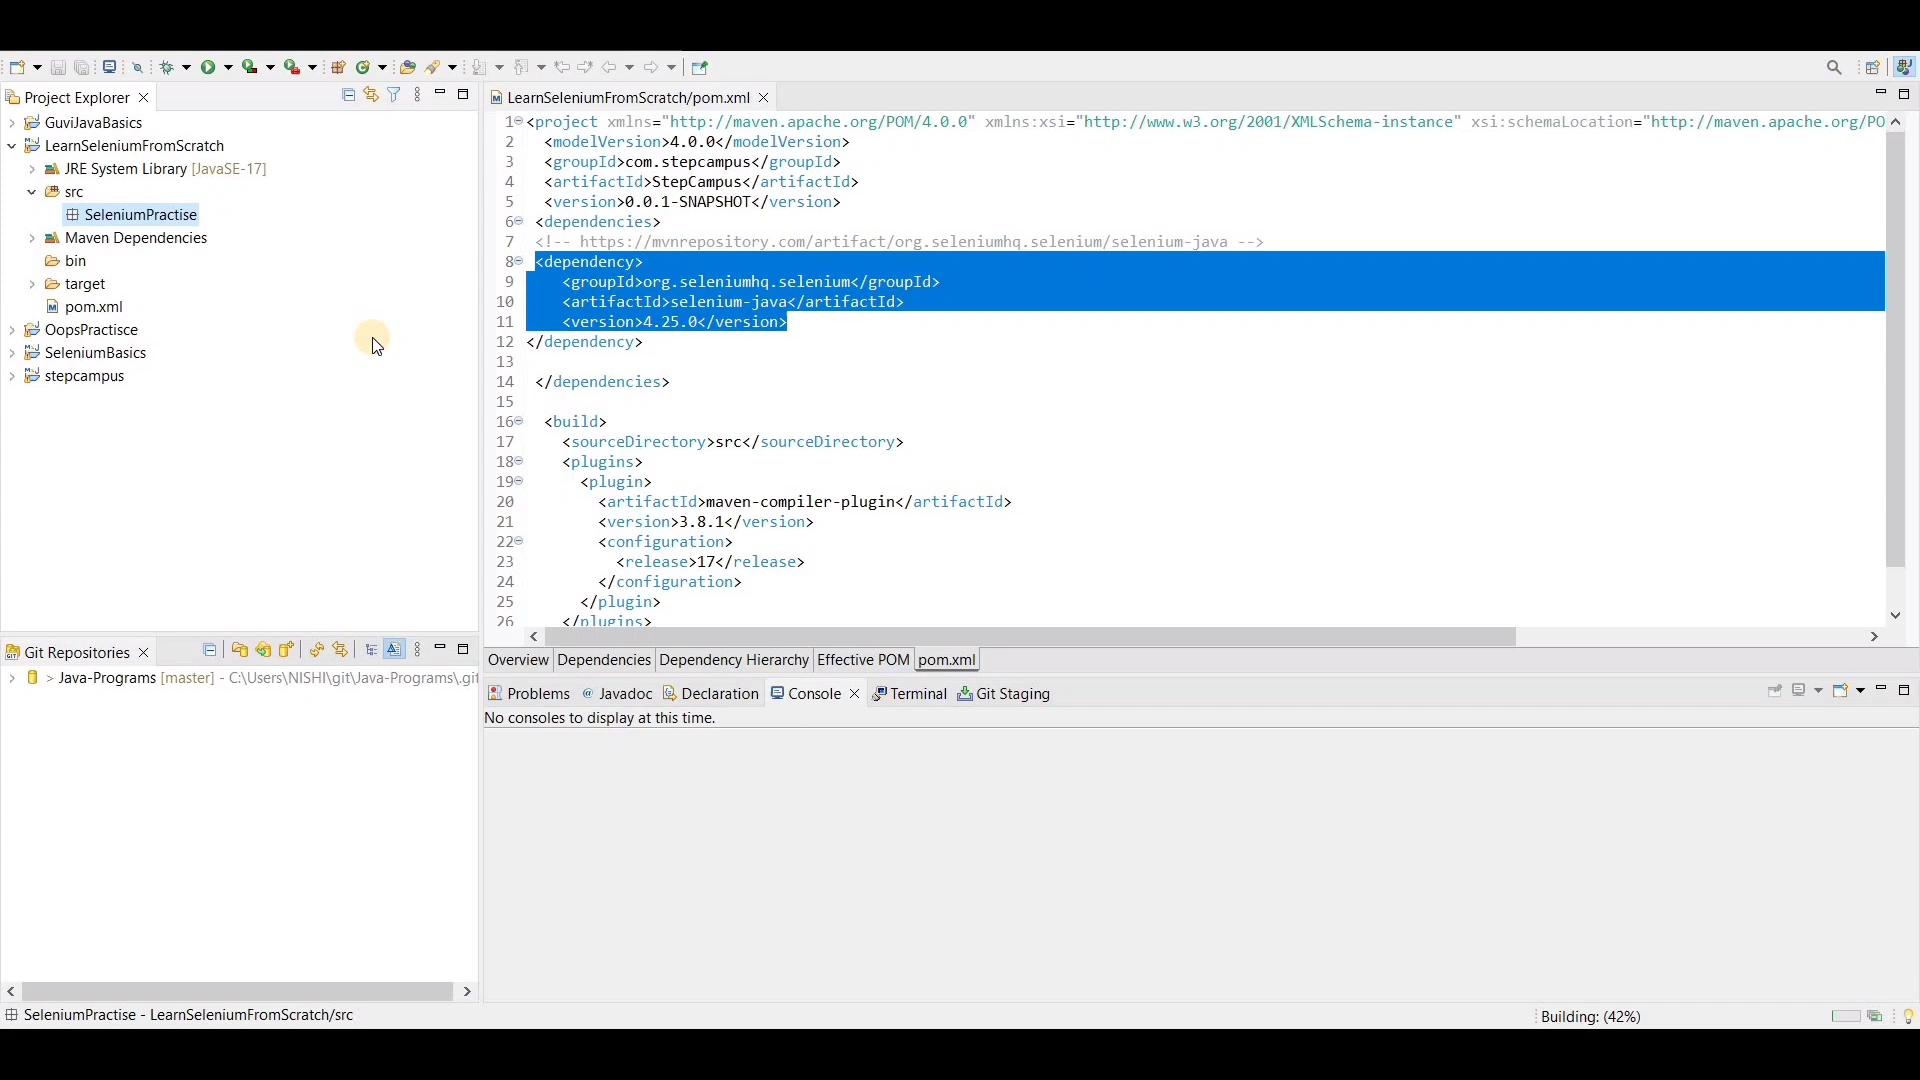 Project Explorer
GuviJavaBasics
LearnSeleniumFromScratch
JRE System Library [JavaSE-17]
src
SeleniumPractise
Maven Dependencies
bin
target
pom.xml
OopsPractisce
SeleniumBasics
stepcampus
LearnSeleniumFromScratch/pom.xml
1 <project xmlns="http://maven.apache.org/POM/4.0.0" xmlns:xsi="http://www.w3.org/2001/XMLSchema-instance" xsi:schemaLocation="http://maven.apache.org/PO
2 <modelVersion>4.0.0</modelVersion>
3 <groupId>com.stepcampus</groupId>
4 <artifactId>StepCampus</artifactId>
5 <version>0.0.1-SNAPSHOT</version>
6 <dependencies>
7 <!-- https://mvnrepository.com/artifact/org.seleniumhq.selenium/selenium-java -->
8 <dependency>
9 <groupId>org.seleniumhq.selenium</groupId>
10 <artifactId>selenium-java</artifactId>
11 <version>4.25.0</version>
12 </dependency>
13
14 </dependencies>
15
16 <build>
17 <sourceDirectory>src</sourceDirectory>
18 <plugins>
19 <plugin>
20 <artifactId>maven-compiler-plugin</artifactId>
21 <version>3.8.1</version>
22 <configuration>
23 <release>17</release>
24 </configuration>
25 </plugin>
26 </plugins>
Overview Dependencies Dependency Hierarchy Effective POM pom.xml
Git Repositories
> Java-Programs [master] - C:\Users\NISHI\git\Java-Programs\.git
Problems Javadoc Declaration Console Terminal Git Staging
No consoles to display at this time.
SeleniumPractise - LearnSeleniumFromScratch/src
Building: (42%)